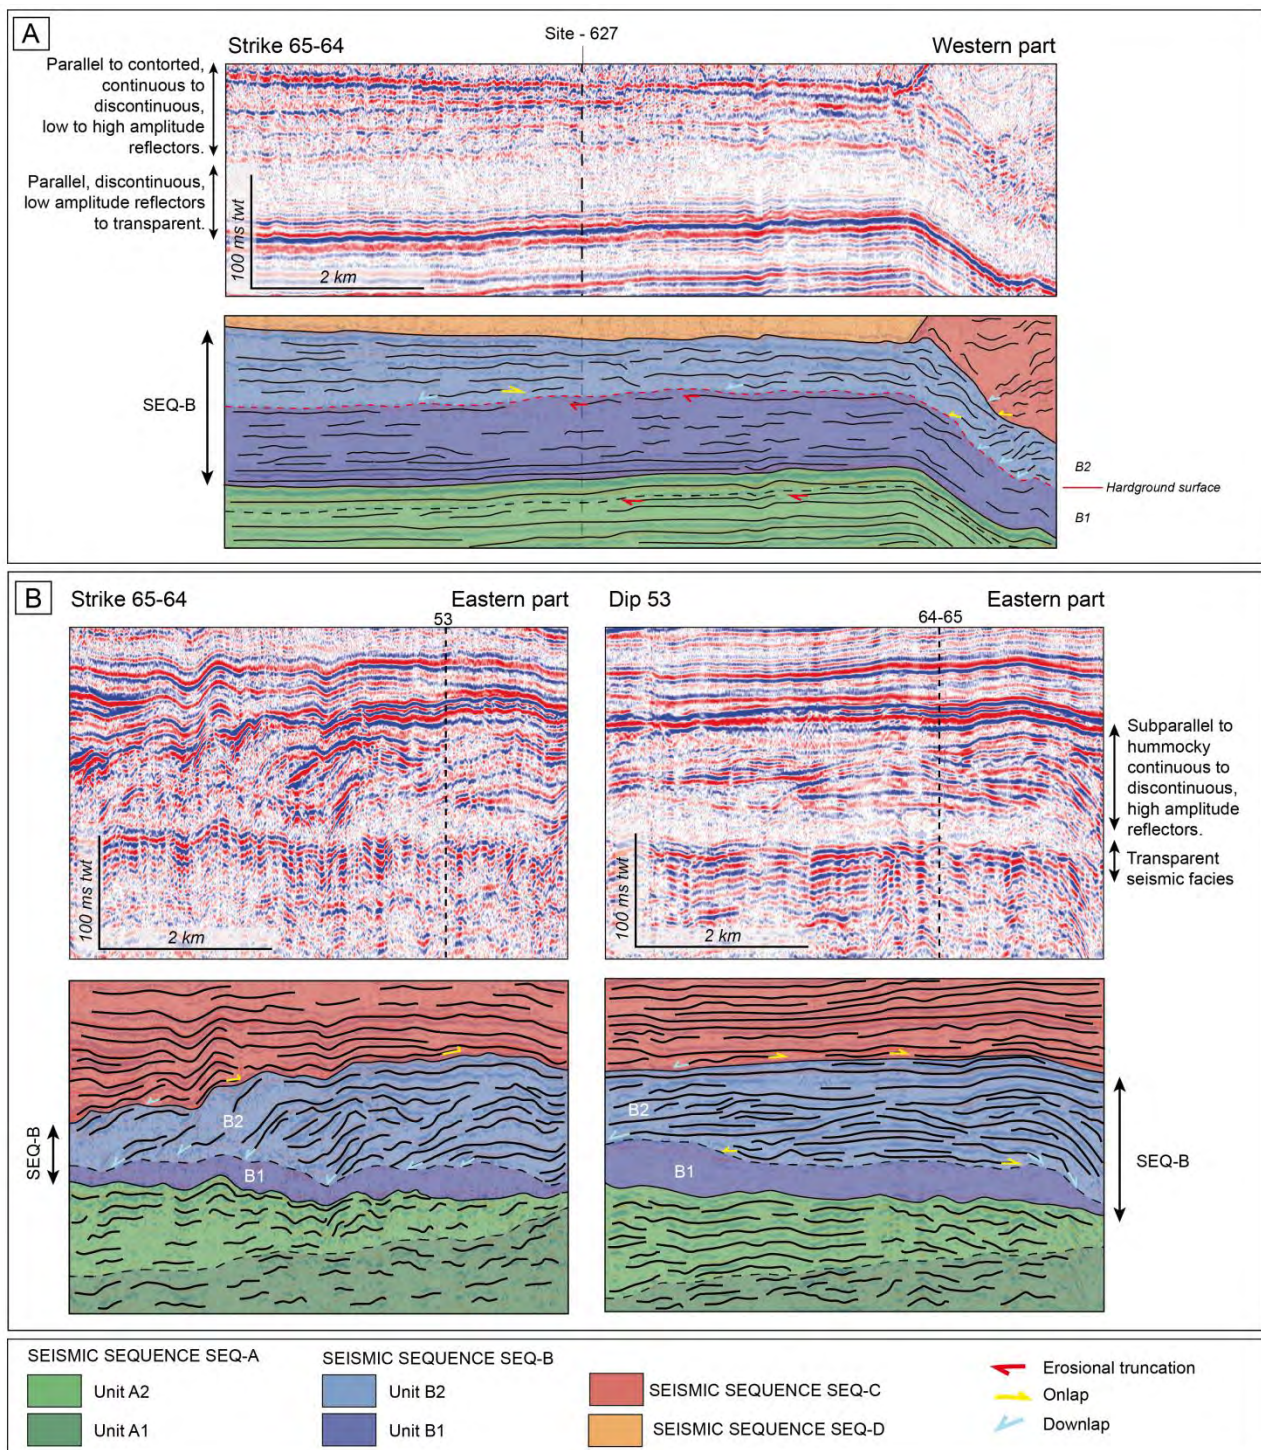 A
Strike 65-64
Site - 627
Western part
Parallel to contorted,
continuous to
discontinuous,
low to high amplitude
reflectors.
Parallel, discontinuous,
low amplitude reflectors
to transparent.
100 ms twt
2 km
SEQ-B
B2
Hardground surface
B1
B
Strike 65-64
Eastern part
53
Dip 53
Eastern part
64-65
100 ms twt
2 km
100 ms twt
2 km
Subparallel to
hummocky
continuous to
discontinuous,
high amplitude
reflectors.
Transparent
seismic facies
SEQ-B
B2
B1
B2
B1
SEQ-B
SEISMIC SEQUENCE SEQ-A
Unit A2
Unit A1
SEISMIC SEQUENCE SEQ-B
Unit B2
Unit B1
SEISMIC SEQUENCE SEQ-C
SEISMIC SEQUENCE SEQ-D
Erosional truncation
Onlap
Downlap